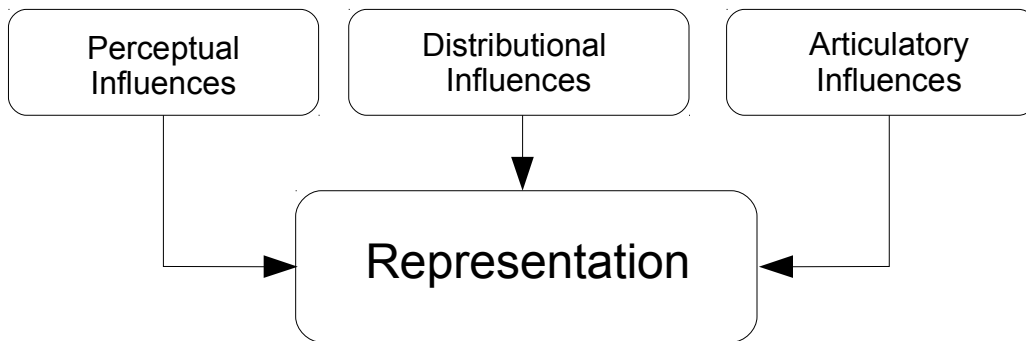 Perceptual
Influences
Distributional
Influences
Articulatory
Influences
Representation